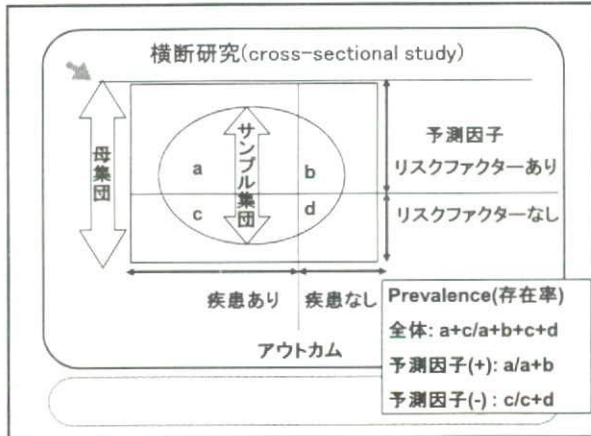 横断研究(cross-sectional study)
母集団
サンプル集団
a
b
c
d
予測因子
リスクファクターあり
リスクファクターなし
疾患あり
疾患なし
アウトカム
Prevalence(存在率)
全体: a+c/a+b+c+d
予測因子(+): a/a+b
予測因子(-) : c/c+d